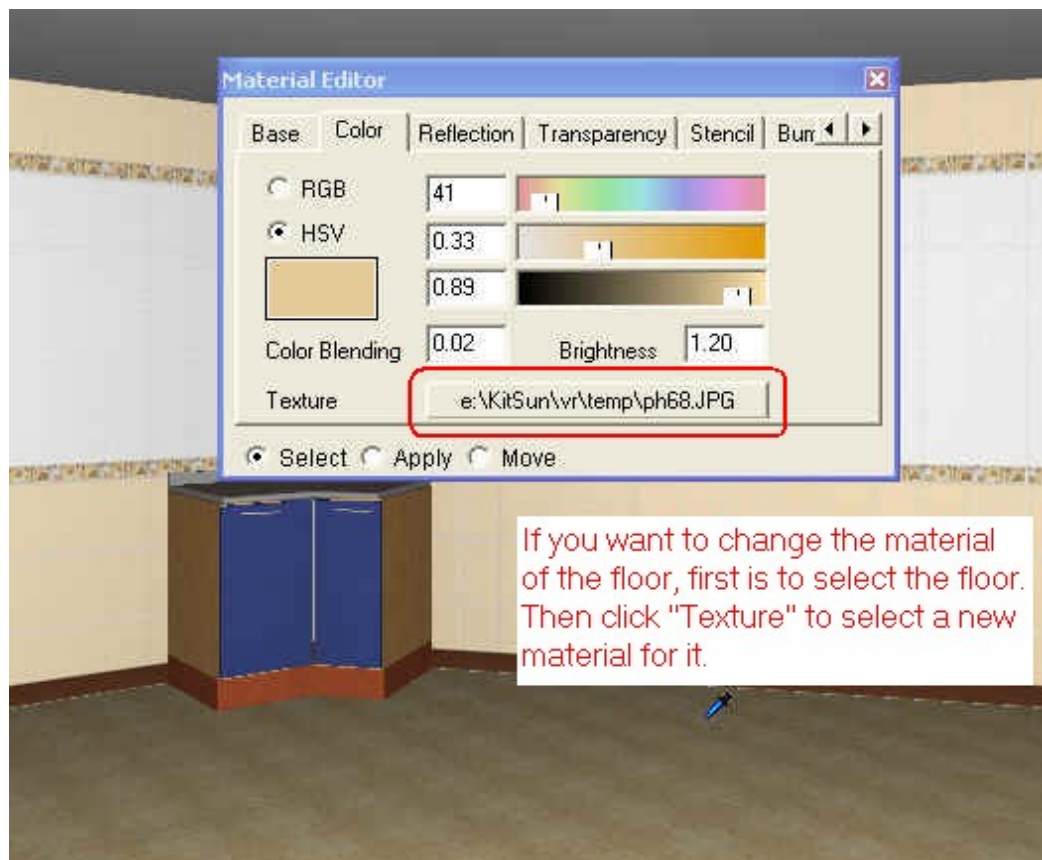 Material Editor
Base Color Reflection Transparency Stencil Bum
RGB 41
HSV 0.33
0.89
Color Blending 0.02 Brightness 1.20
Texture e:\KitSun\vr\temp\ph68.JPG
Select Apply Move
If you want to change the material
of the floor, first is to select the floor.
Then click "Texture" to select a new
material for it.